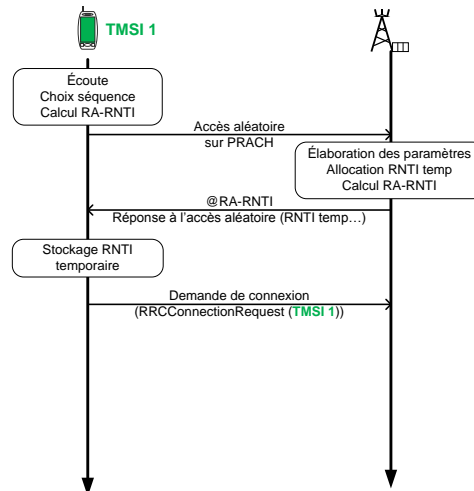 TMSI 1
Écoute
Choix séquence
Calcul RA-RNTI
Accès aléatoire
sur PRACH
Élaboration des paramètres
Allocation RNTI temp
Calcul RA-RNTI
@RA-RNTI
Réponse à l'accès aléatoire (RNTI temp…)
Stockage RNTI
temporaire
Demande de connexion
(RRCConnectionRequest (TMSI 1))